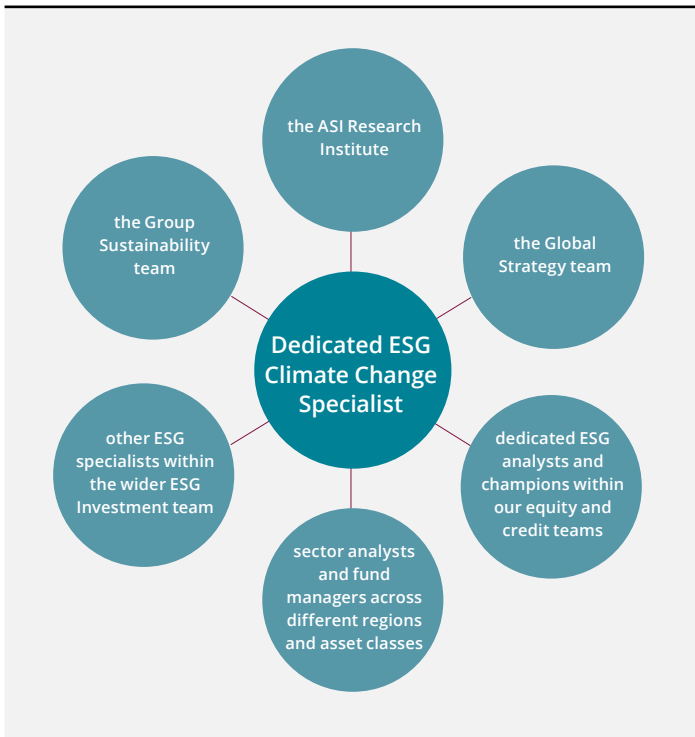 the ASI Research
Institute
the Group
Sustainability
team
the Global
Strategy team
Dedicated ESG
Climate Change
Specialist
other ESG
specialists within
the wider ESG
Investment team
dedicated ESG
analysts and
champions within
our equity and
credit teams
sector analysts
and fund
managers across
different regions
and asset classes